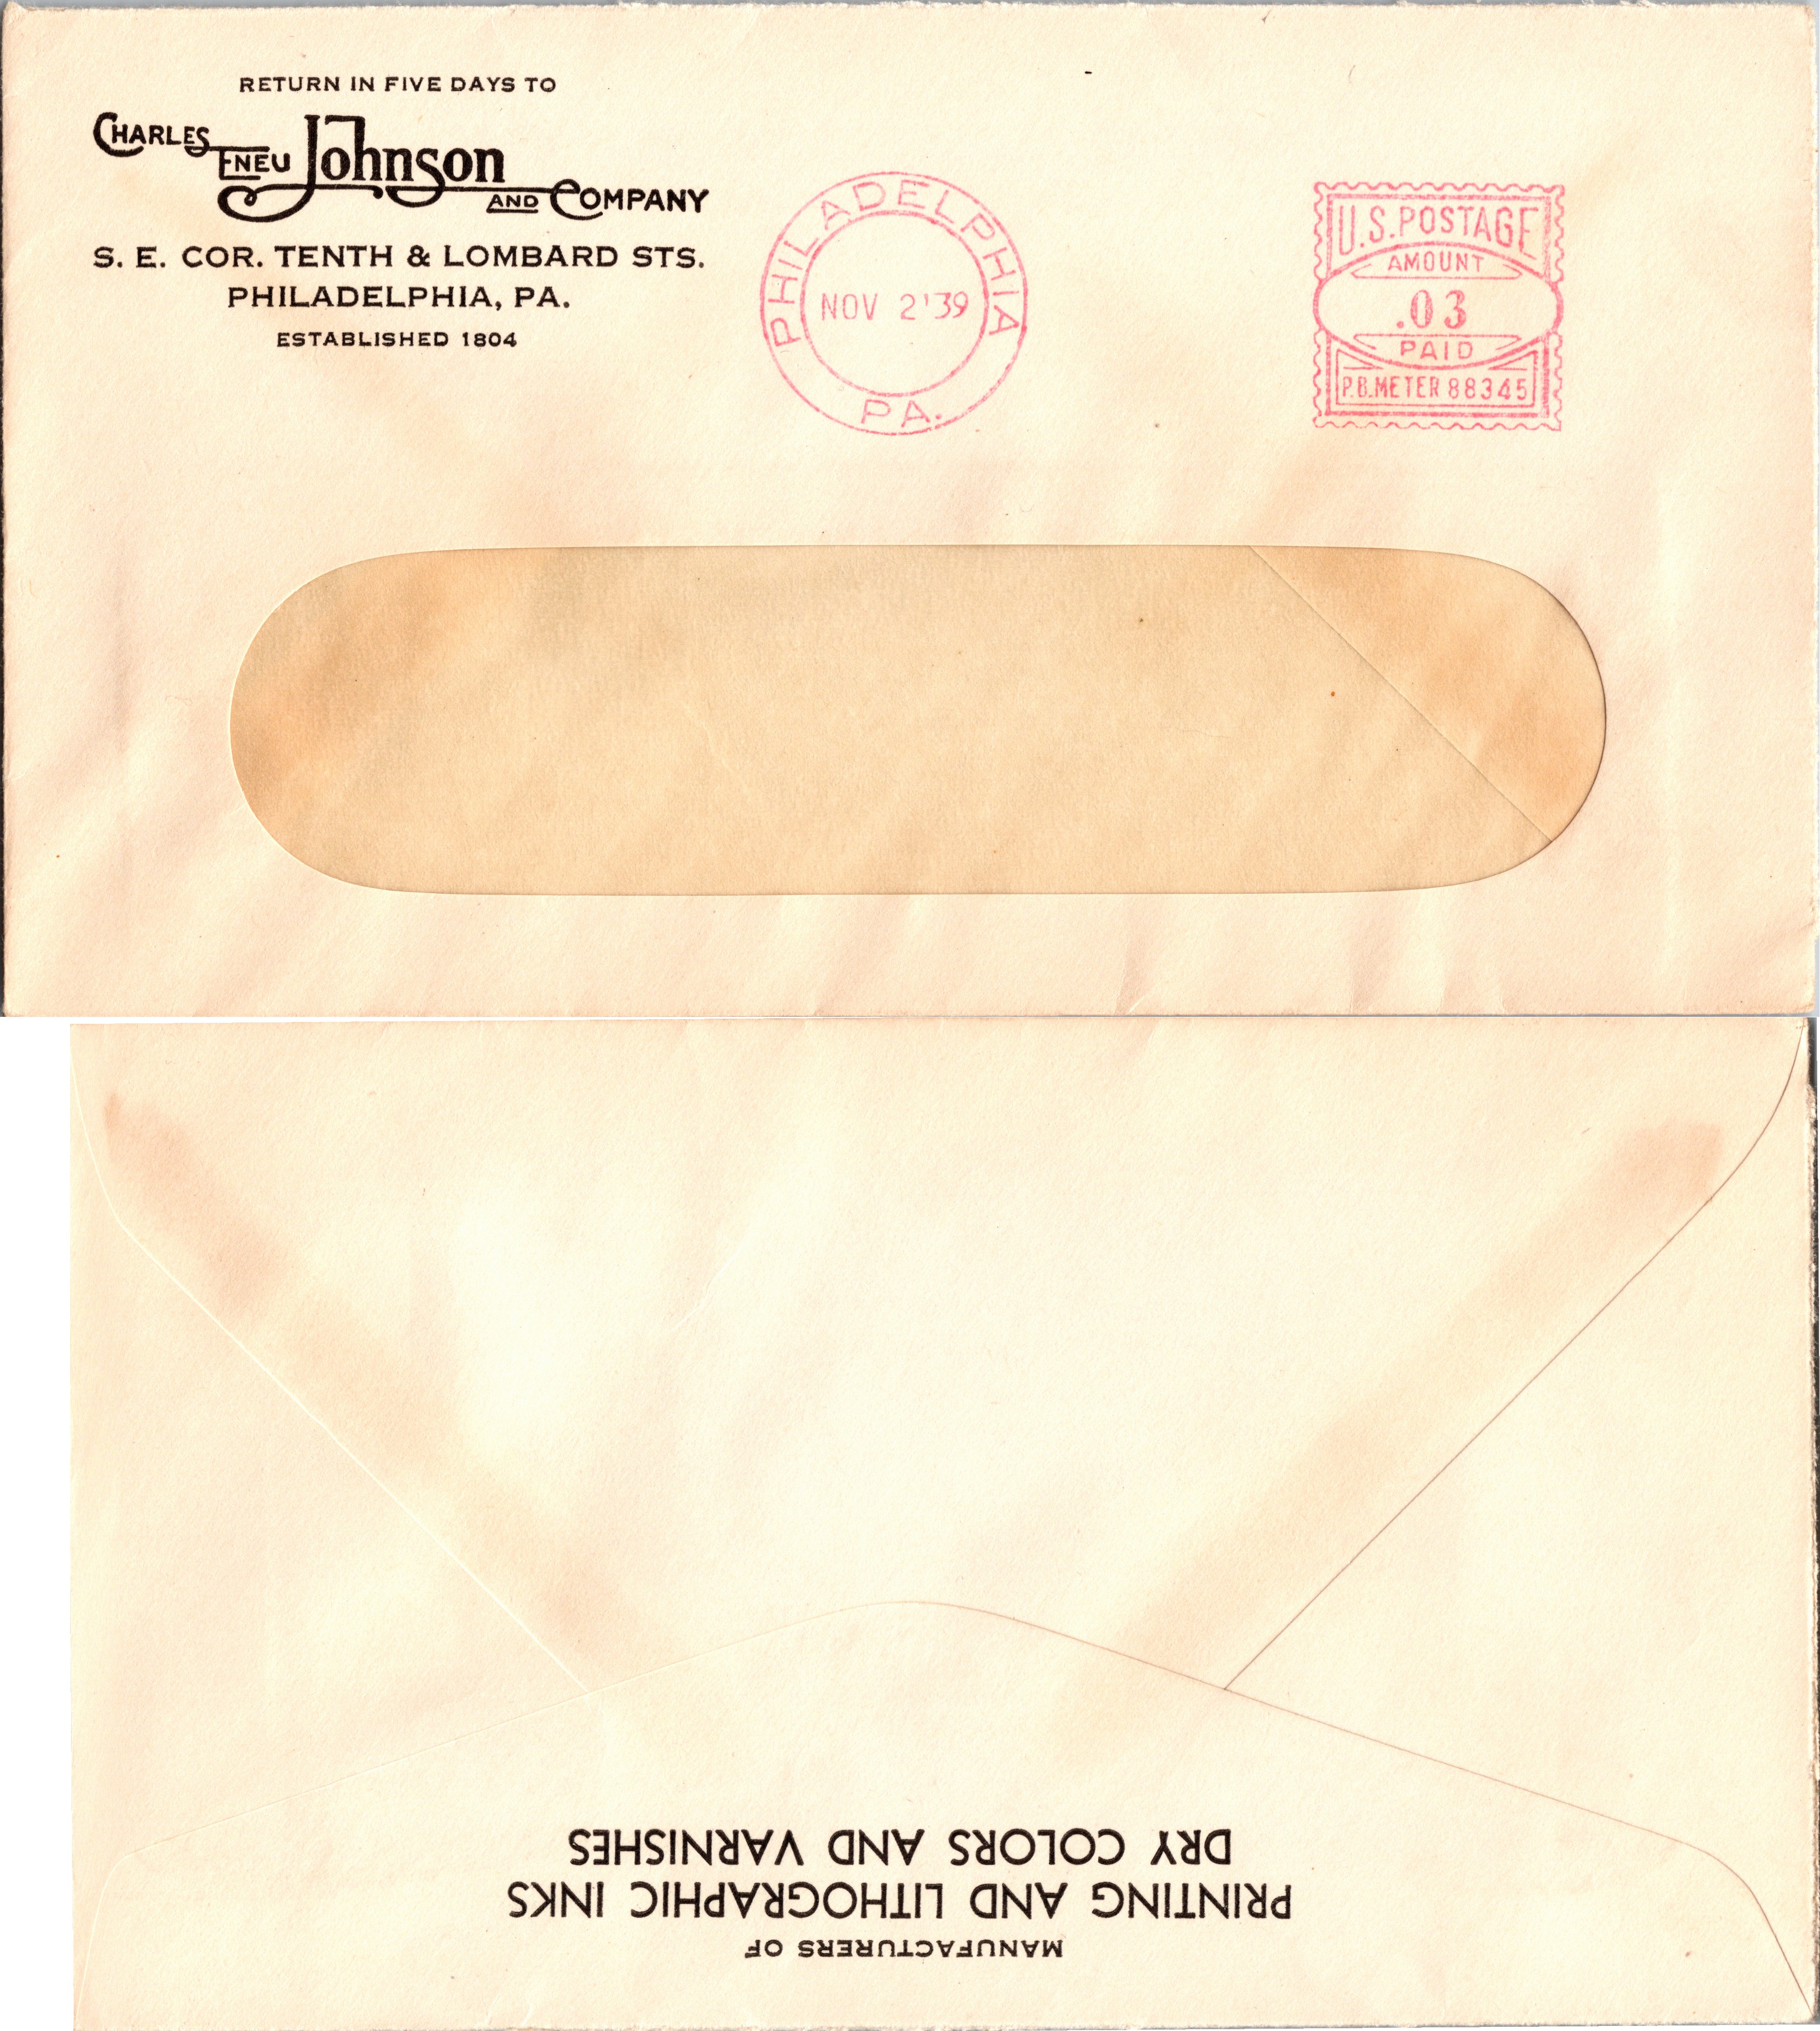 RETURN IN FIVE DAYS TO
CHARLES ENEU Johnson AND COMPANY
S. E. COR. TENTH & LOMBARD STS.
PHILADELPHIA, PA.
ESTABLISHED 1804
PHILADELPHIA
NOV 2'39
PA.
U.S. POSTAGE
AMOUNT
.03
PAID
P.B. METER 88345
MANUFACTURERS OF
PRINTING AND LITHOGRAPHIC INKS
DRY COLORS AND VARNISHES